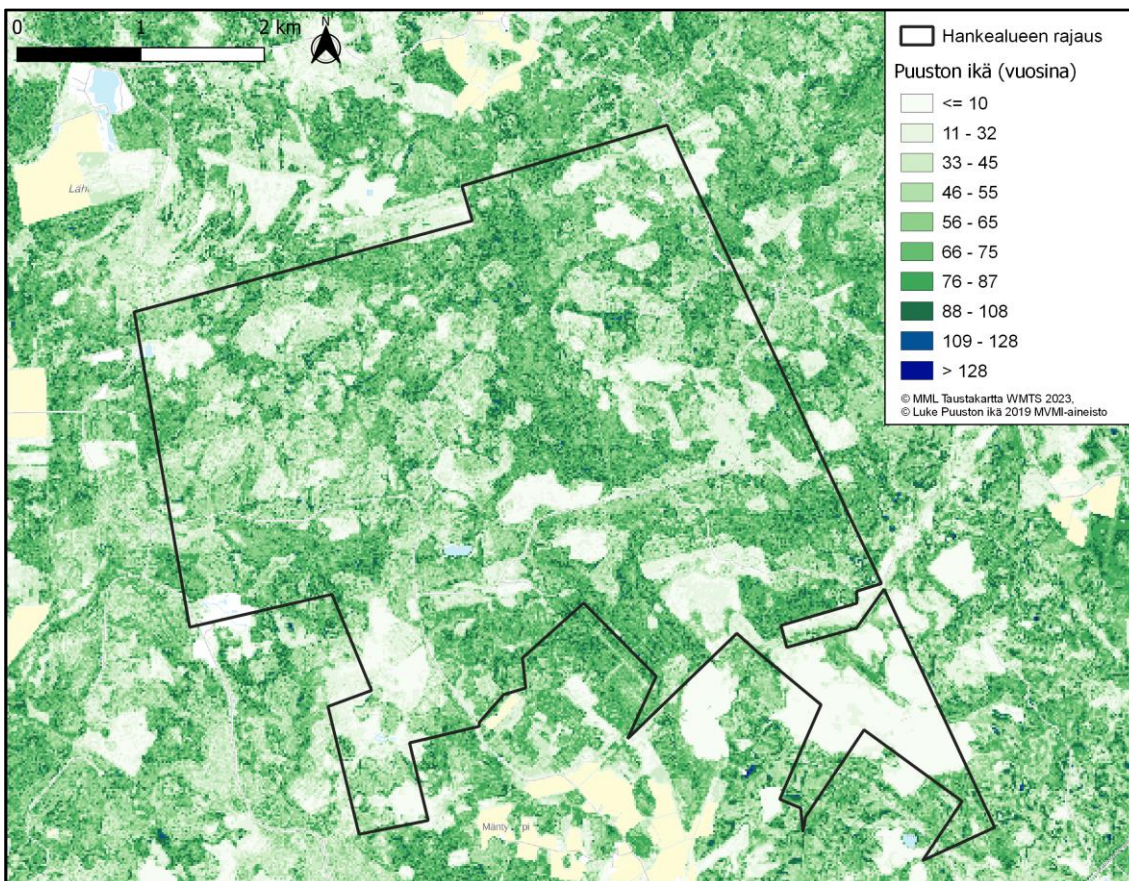 0 1 2 km
N
Hankealueen rajaus
Puuston ikä (vuosina)
<= 10
11 - 32
33 - 45
46 - 55
56 - 65
66 - 75
76 - 87
88 - 108
109 - 128
> 128
© MML Taustakartta WMTS 2023,
© Luke Puuston ikä 2019 MVMI-aineisto